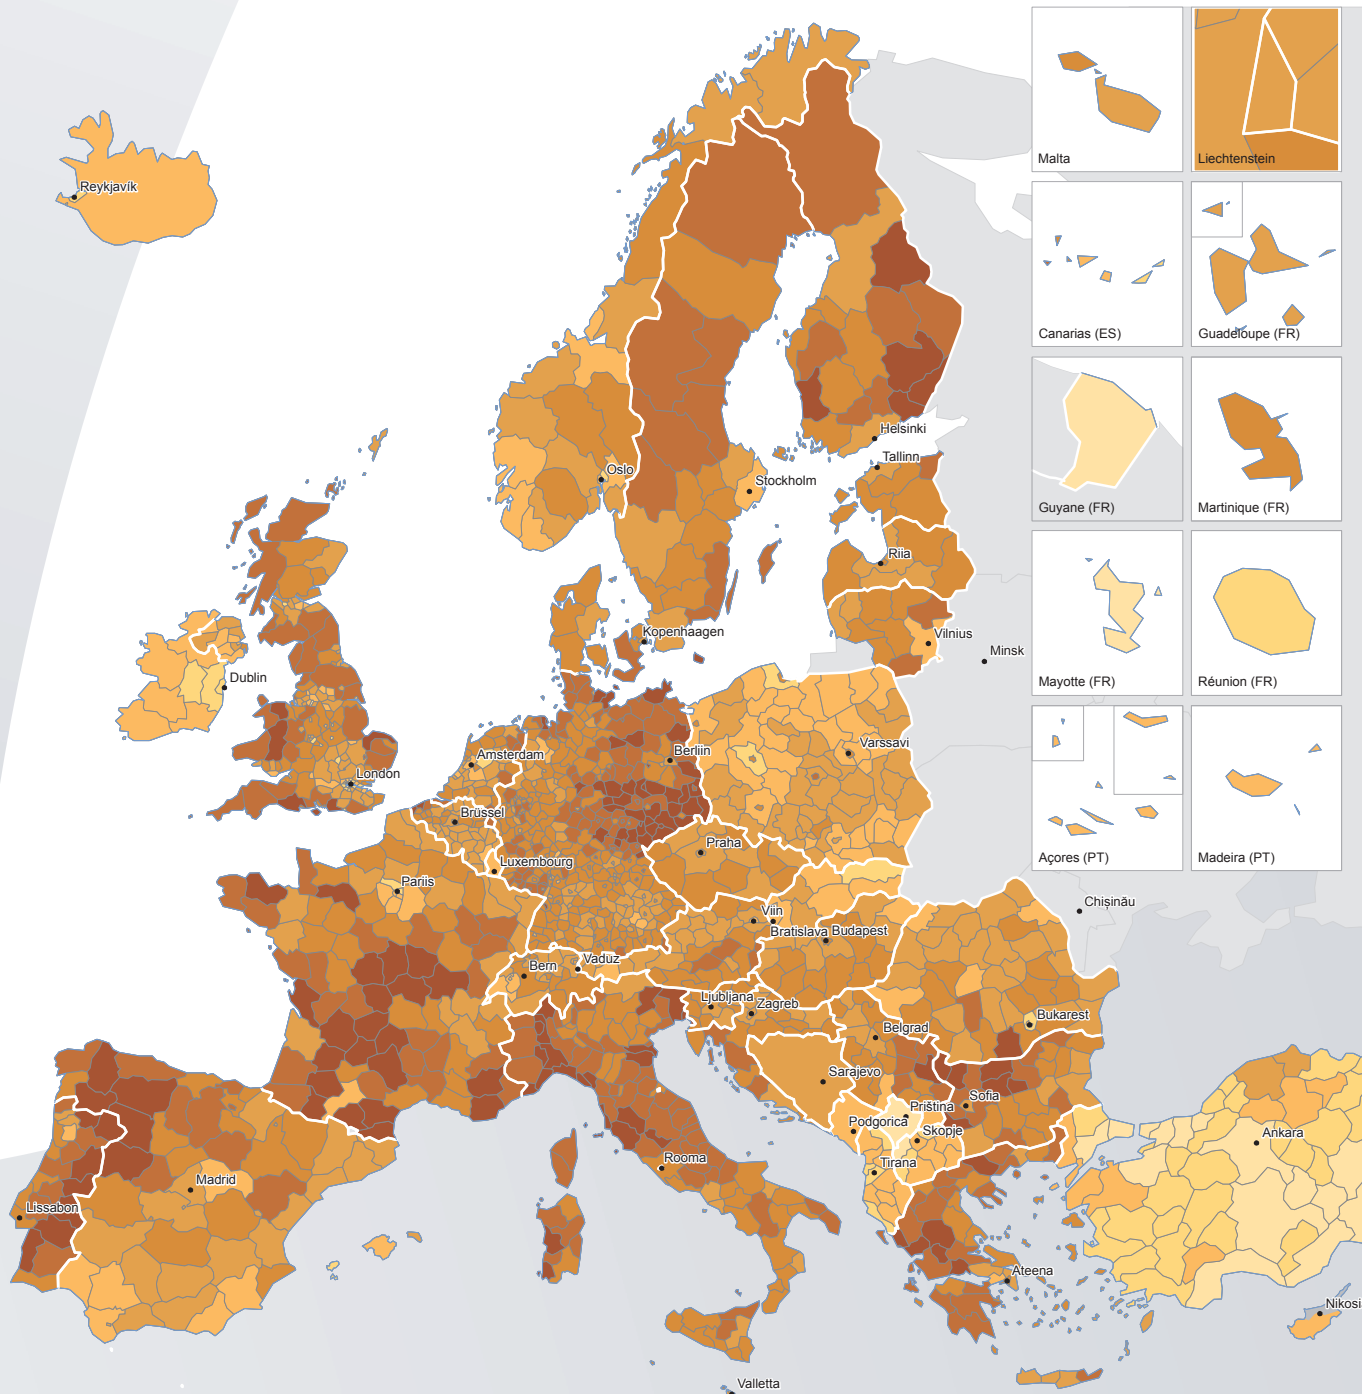 Malta
Liechtenstein
Reykjavík
Canarias (ES)
Guadeloupe (FR)
Helsinki
Tallinn
Oslo
Stockholm
Guyane (FR)
Martinique (FR)
Riia
Kopenhaagen
Vilnius
Minsk
Dublin
Mayotte (FR)
Réunion (FR)
Amsterdam
Berliin
Varssavi
London
Brüssel
Praha
Luxembourg
Açores (PT)
Madeira (PT)
Pariis
Chișinău
Viin
Bratislava
Budapest
Bern
Vaduz
Ljubljana
Zagreb
Bukarest
Belgrad
Sarajevo
Sofia
Priština
Podgorica
Skopje
Ankara
Rooma
Tirana
Madrid
Lissabon
Ateena
Nikosi
Valletta